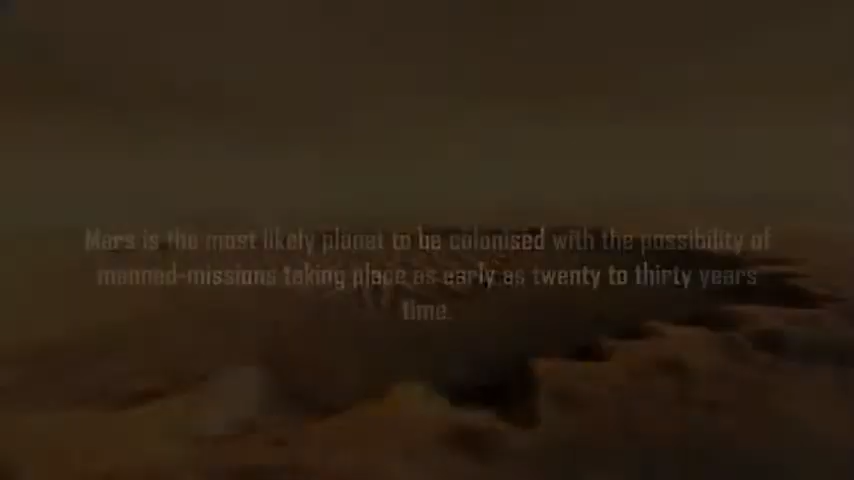 Mars is the most likely planet to be colonised with the possibility of
manned-missions taking place as early as twenty to thirty years
time.